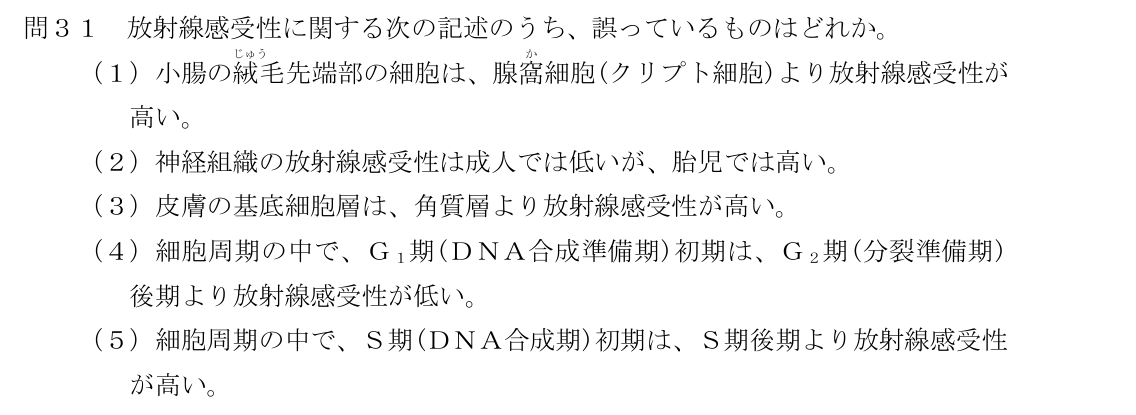 問３１　放射線感受性に関する次の記述のうち、誤っているものはどれか。
じゅう　か
（１）小腸の絨毛先端部の細胞は、腺窩細胞(クリプト細胞)より放射線感受性が
高い。
（２）神経組織の放射線感受性は成人では低いが、胎児では高い。
（３）皮膚の基底細胞層は、角質層より放射線感受性が高い。
（４）細胞周期の中で、Ｇ₁期(ＤＮＡ合成準備期)初期は、Ｇ₂期(分裂準備期)
後期より放射線感受性が低い。
（５）細胞周期の中で、Ｓ期(ＤＮＡ合成期)初期は、Ｓ期後期より放射線感受性
が高い。